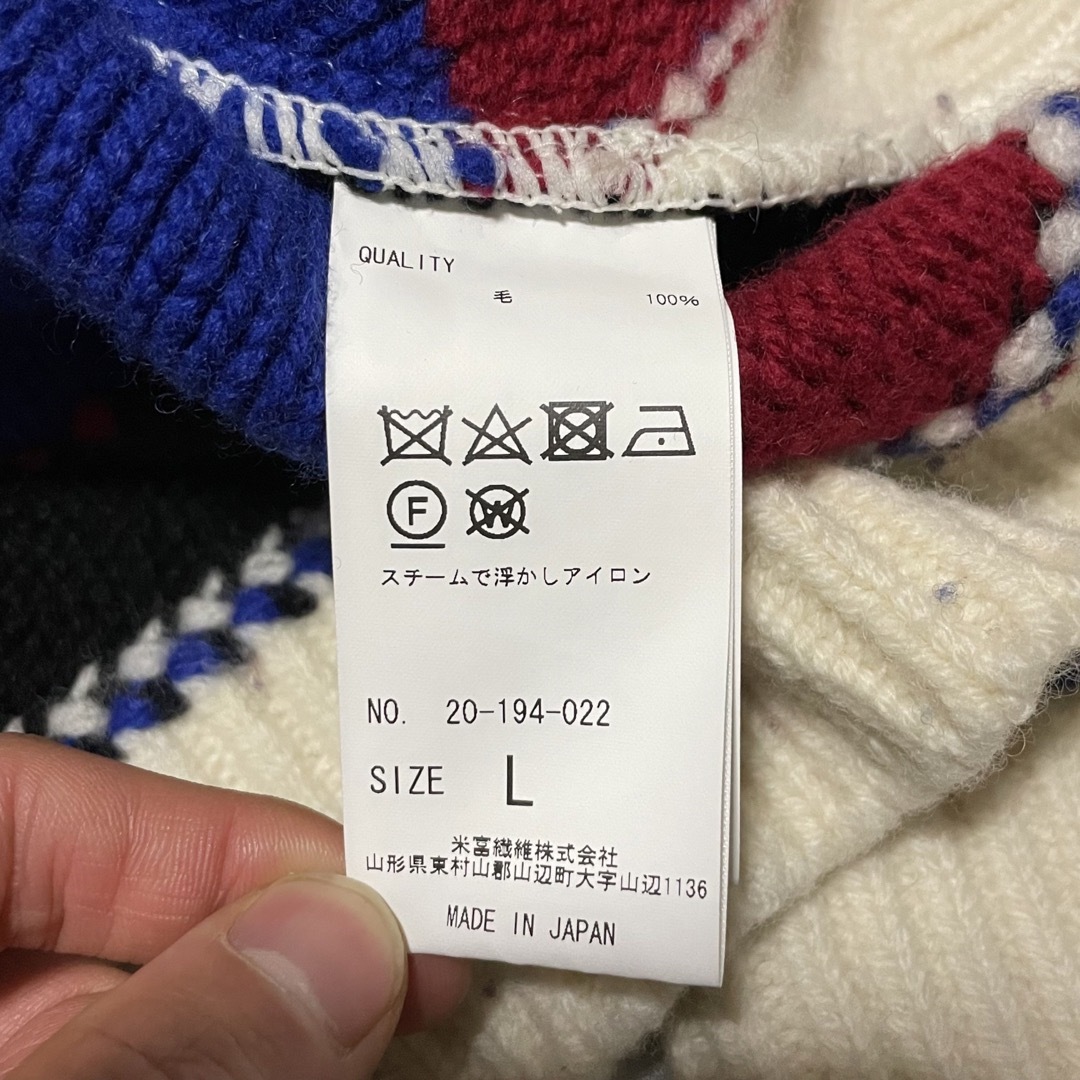 QUALITY
毛 100%
F W
スチームで浮かしアイロン
NO. 20-194-022
SIZE L
米富繊維株式会社
山形県東村山郡山辺町大字山辺1136
MADE IN JAPAN